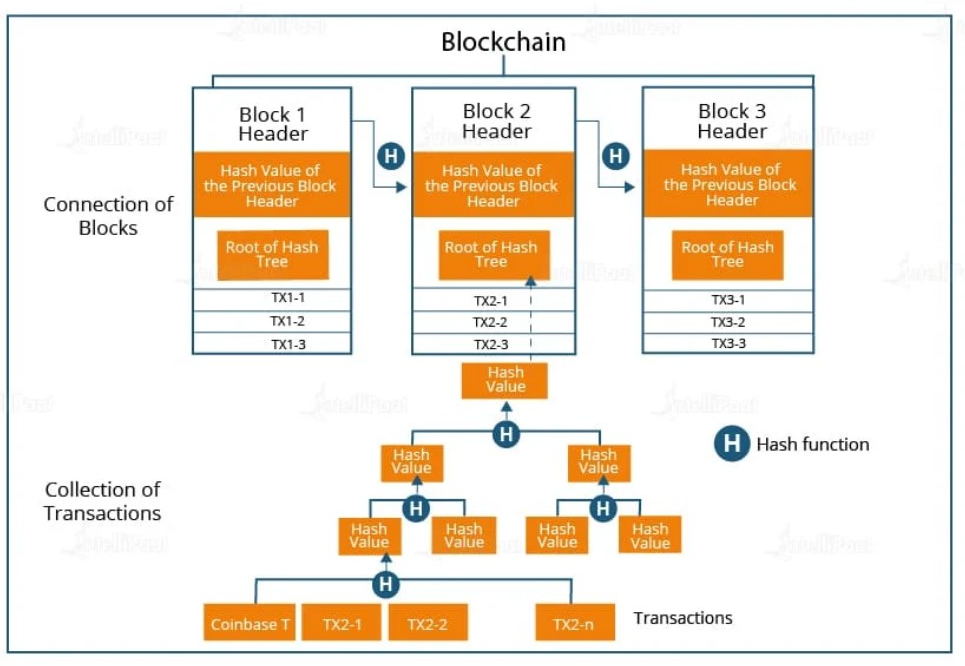 Blockchain
Block 1
Header
Hash Value of
the Previous Block
Header
Root of Hash
Tree
TX1-1
TX1-2
TX1-3
H
Block 2
Header
Hash Value of
the Previous Block
Header
Root of Hash
Tree
TX2-1
TX2-2
TX2-3
H
Block 3
Header
Hash Value of
the Previous Block
Header
Root of Hash
Tree
TX3-1
TX3-2
TX3-3
Connection of
Blocks
Hash
Value
H
H Hash function
Hash
Value
Hash
Value
Collection of
Transactions
H
H
Hash
Value
Hash
Value
Hash
Value
Hash
Value
H
Coinbase T
TX2-1
TX2-2
TX2-n
Transactions